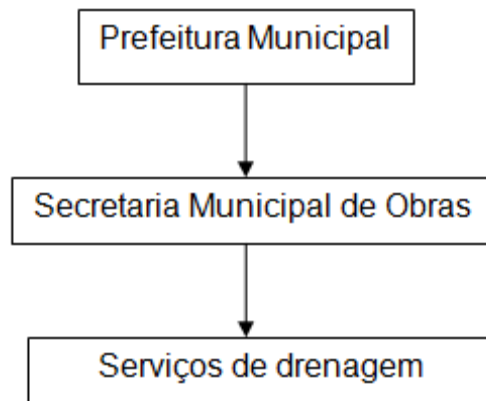 Prefeitura Municipal
Secretaria Municipal de Obras
Serviços de drenagem